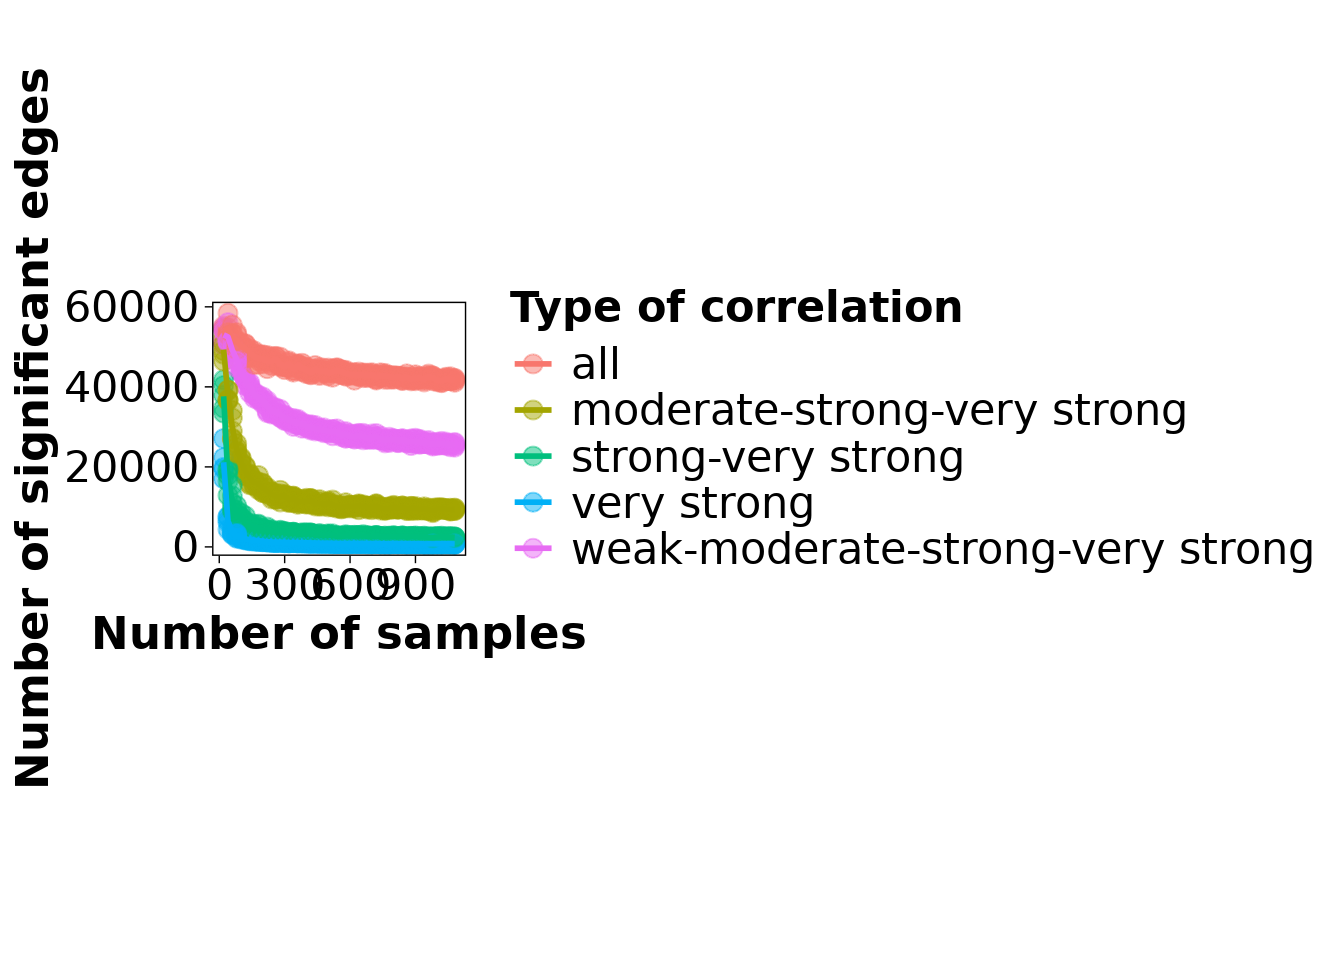 Number of significant edges
60000
40000
20000
0
0 300 600 900
Number of samples
Type of correlation
all
moderate-strong-very strong
strong-very strong
very strong
weak-moderate-strong-very strong